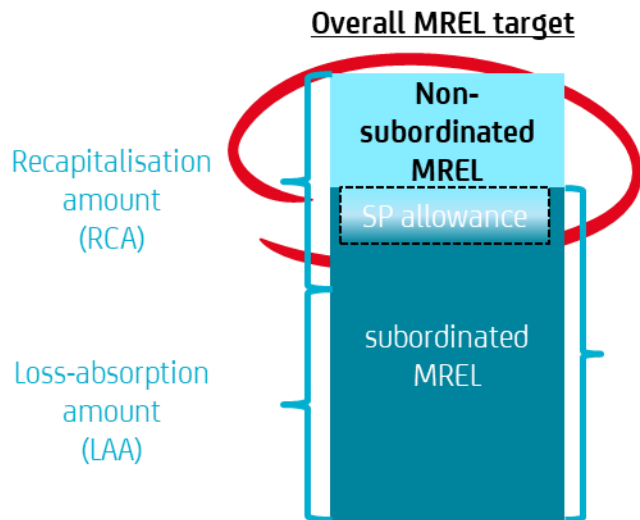 Overall MREL target
Non-
subordinated
MREL
Recapitalisation
amount
(RCA)
SP allowance
subordinated
MREL
Loss-absorption
amount
(LAA)